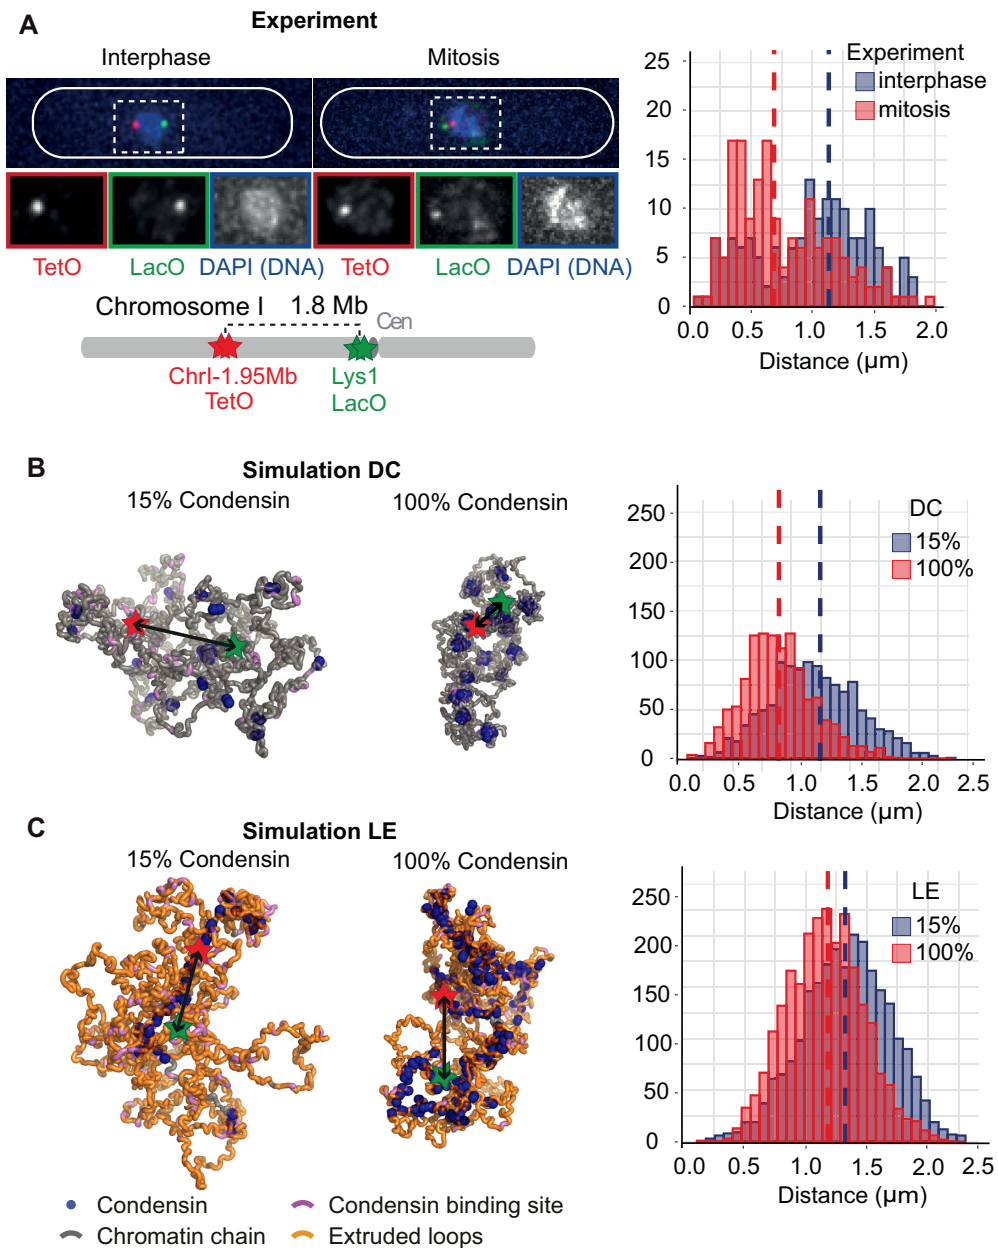 A
Experiment
Interphase
Mitosis
TetO
LacO
DAPI (DNA)
TetO
LacO
DAPI (DNA)
Chromosome I
1.8 Mb
Cen
ChrI-1.95Mb
TetO
Lys1
LacO
Experiment
interphase
mitosis
25
20
15
10
5
0
0.0
0.5
1.0
1.5
2.0
Distance (µm)
B
Simulation DC
15% Condensin
100% Condensin
DC
15%
100%
250
200
150
100
50
0
0.0
0.5
1.0
1.5
2.0
2.5
Distance (µm)
C
Simulation LE
15% Condensin
100% Condensin
LE
15%
100%
250
200
150
100
50
0
0.0
0.5
1.0
1.5
2.0
2.5
Distance (µm)
Condensin
Condensin binding site
Chromatin chain
Extruded loops